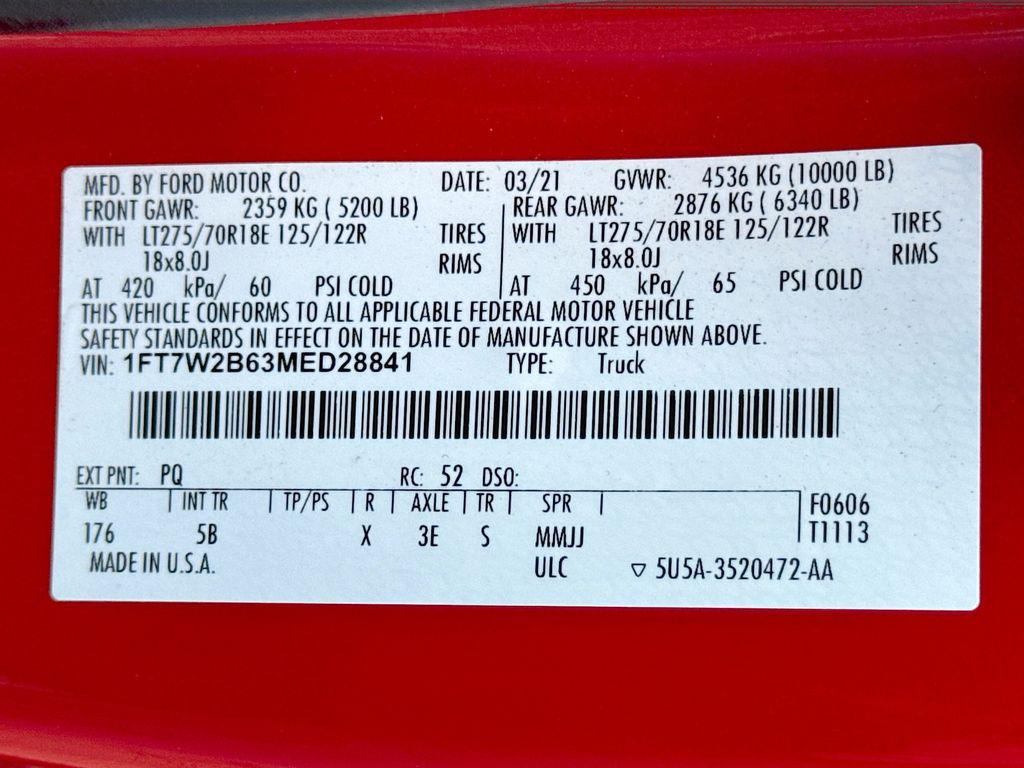 MFD. BY FORD MOTOR CO. DATE: 03/21 GVWR: 4536 KG (10000 LB)
FRONT GAWR: 2359 KG ( 5200 LB) REAR GAWR: 2876 KG ( 6340 LB)
WITH LT275/70R18E 125/122R TIRES WITH LT275/70R18E 125/122R TIRES
18x8.0J RIMS 18x8.0J RIMS
AT 420 kPa/ 60 PSI COLD AT 450 kPa/ 65 PSI COLD
THIS VEHICLE CONFORMS TO ALL APPLICABLE FEDERAL MOTOR VEHICLE
SAFETY STANDARDS IN EFFECT ON THE DATE OF MANUFACTURE SHOWN ABOVE.
VIN: 1FT7W2B63MED28841 TYPE: Truck
EXT PNT: PQ RC: 52 DSO:
WB | INT TR | TP/PS | R | AXLE | TR | SPR | F0606
176 5B X 3E S MMJJ T1113
MADE IN U.S.A. ULC ▽ 5U5A-3520472-AA